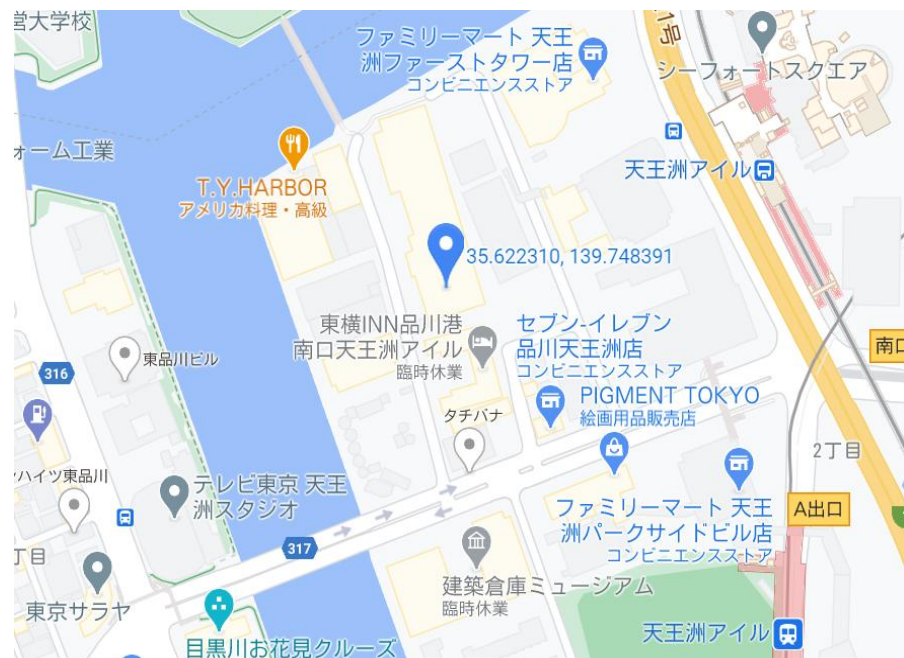 営大学校
ファミリーマート 天王
洲ファーストタワー店
コンビニエンスストア
1号
シーフォートスクエア
ォーム工業
T.Y.HARBOR
アメリカ料理・高級
天王洲アイル
35.622310, 139.748391
東横INN品川港
南口天王洲アイル
臨時休業
セブン-イレブン
品川天王洲店
コンビニエンスストア
南口
東品川ビル
316
PIGMENT TOKYO
絵画用品販売店
タチバナ
2丁目
ンハイツ東品川
テレビ東京 天王
洲スタジオ
ファミリーマート 天王
洲パークサイドビル店
コンビニエンスストア
A出口
317
丁目
建築倉庫ミュージアム
臨時休業
東京サラヤ
天王洲アイル
目黒川お花見クルーズ